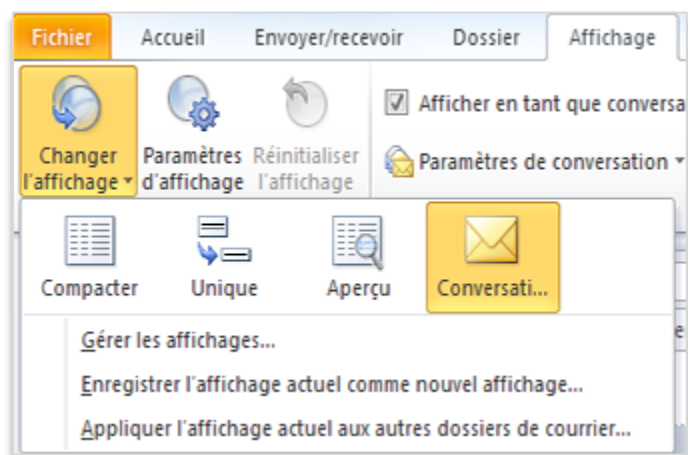 Fichier Accueil Envoyer/recevoir Dossier Affichage
Afficher en tant que conversa
Changer l'affichage
Paramètres d'affichage
Réinitialiser l'affichage
Paramètres de conversation
Compacter Unique Aperçu Conversati...
Gérer les affichages...
Enregistrer l'affichage actuel comme nouvel affichage...
Appliquer l'affichage actuel aux autres dossiers de courrier...